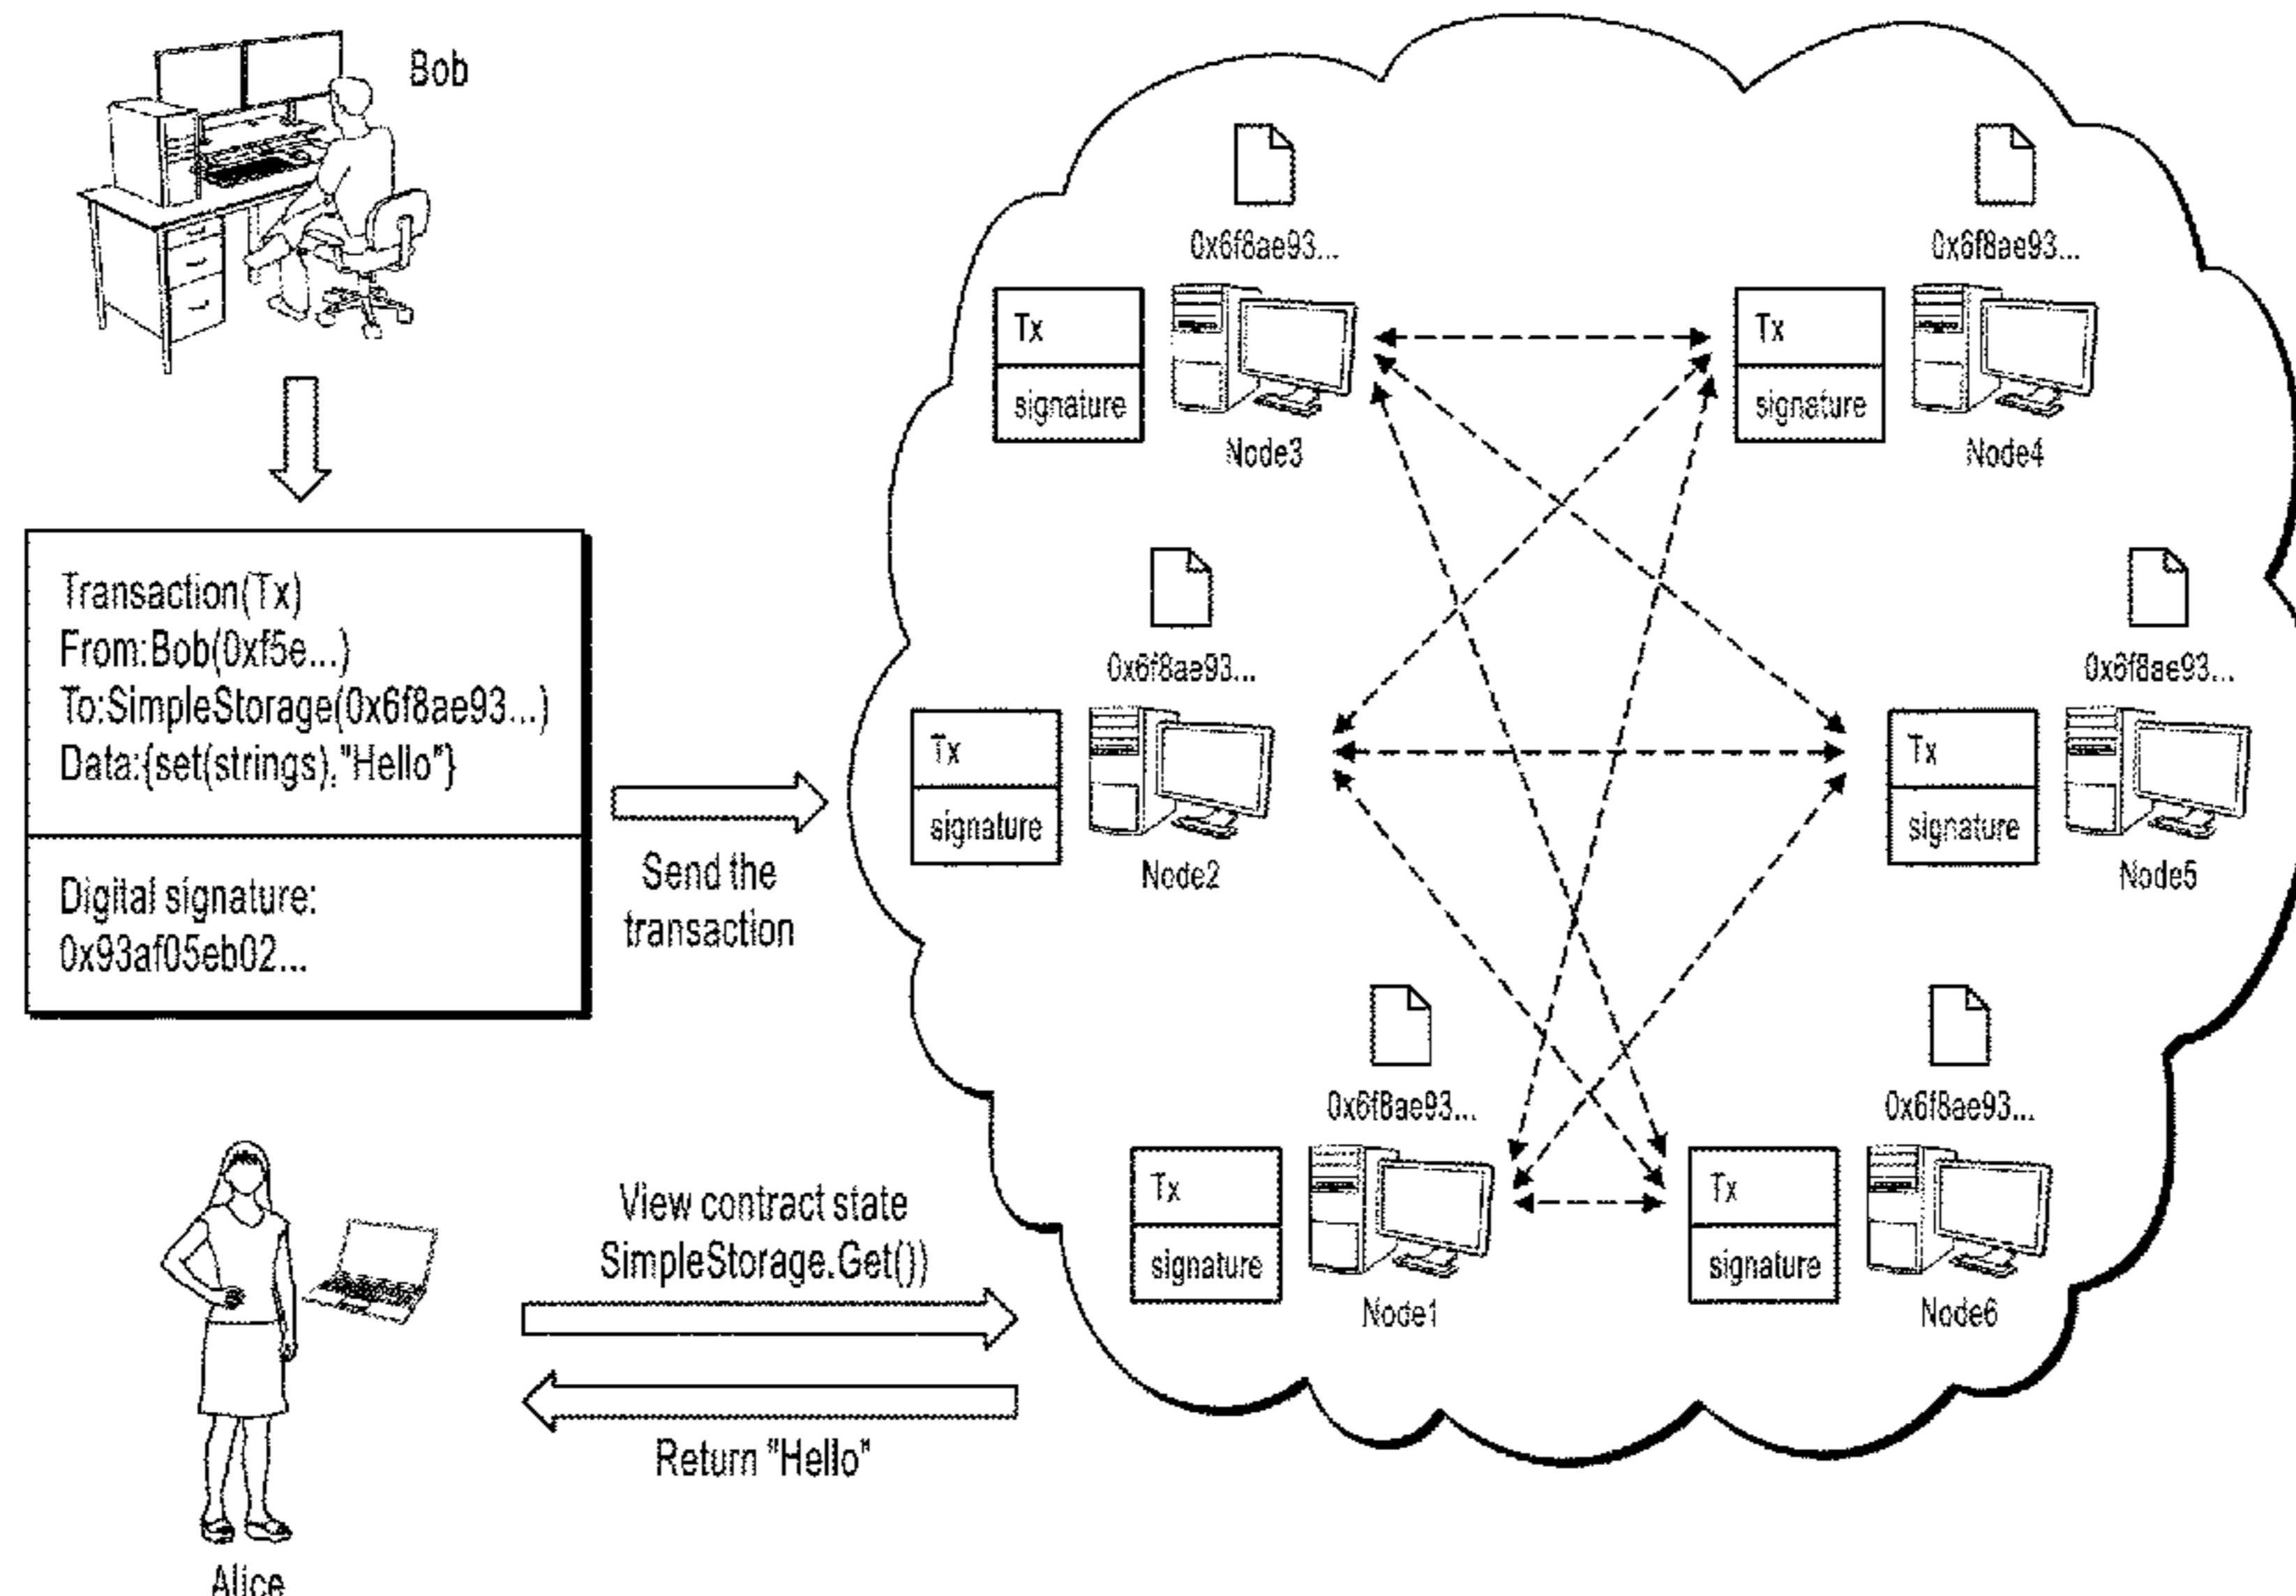 Bob
Transaction(Tx)
From:Bob(0xf5e...)
To:SimpleStorage(0x6f8ae93...)
Data:{set(strings),"Hello"}
Digital signature:
0x93af05eb02...
Send the
transaction
View contract state
SimpleStorage.Get())
Return "Hello"
Alice
0x6f8ae93...
Tx
signature
Node3
0x6f8ae93...
Tx
signature
Node4
0x6f8ae93...
Tx
signature
Node2
0x6f8ae93...
Tx
signature
Node5
0x6f8ae93...
Tx
signature
Node1
0x6f8ae93...
Tx
signature
Node6